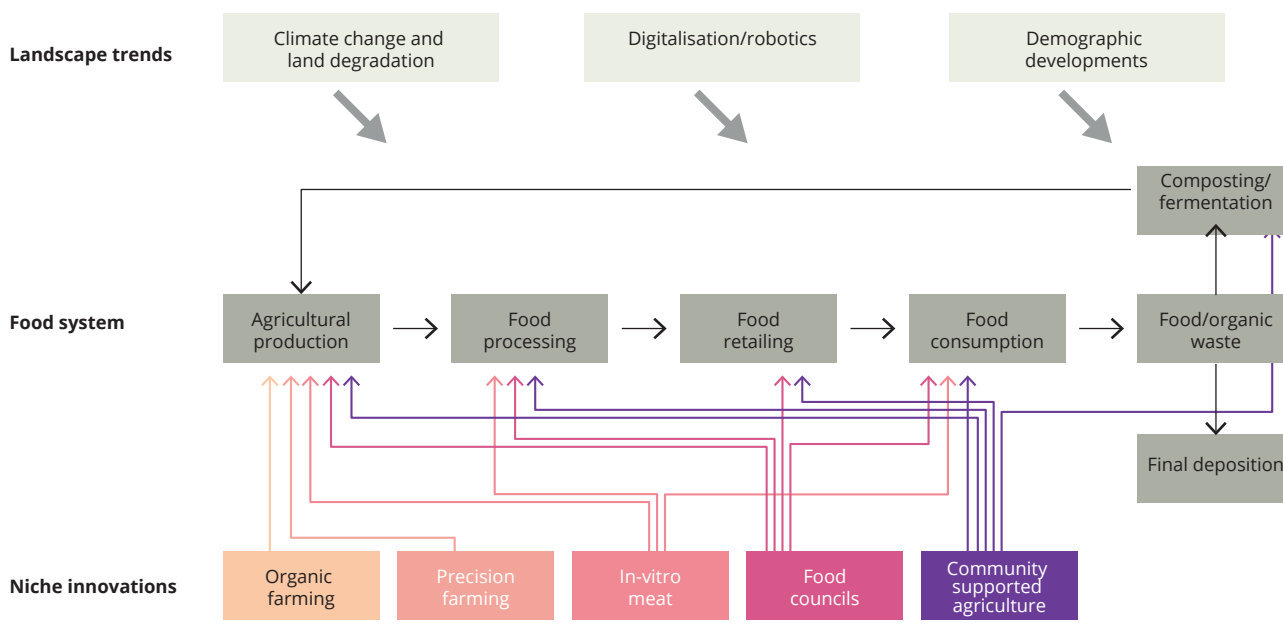 Landscape trends
Climate change and
land degradation
Digitalisation/robotics
Demographic
developments
Composting/
fermentation
Food system
Agricultural
production
Food
processing
Food
retailing
Food
consumption
Food/organic
waste
Final deposition
Niche innovations
Organic
farming
Precision
farming
In-vitro
meat
Food
councils
Community
supported
agriculture